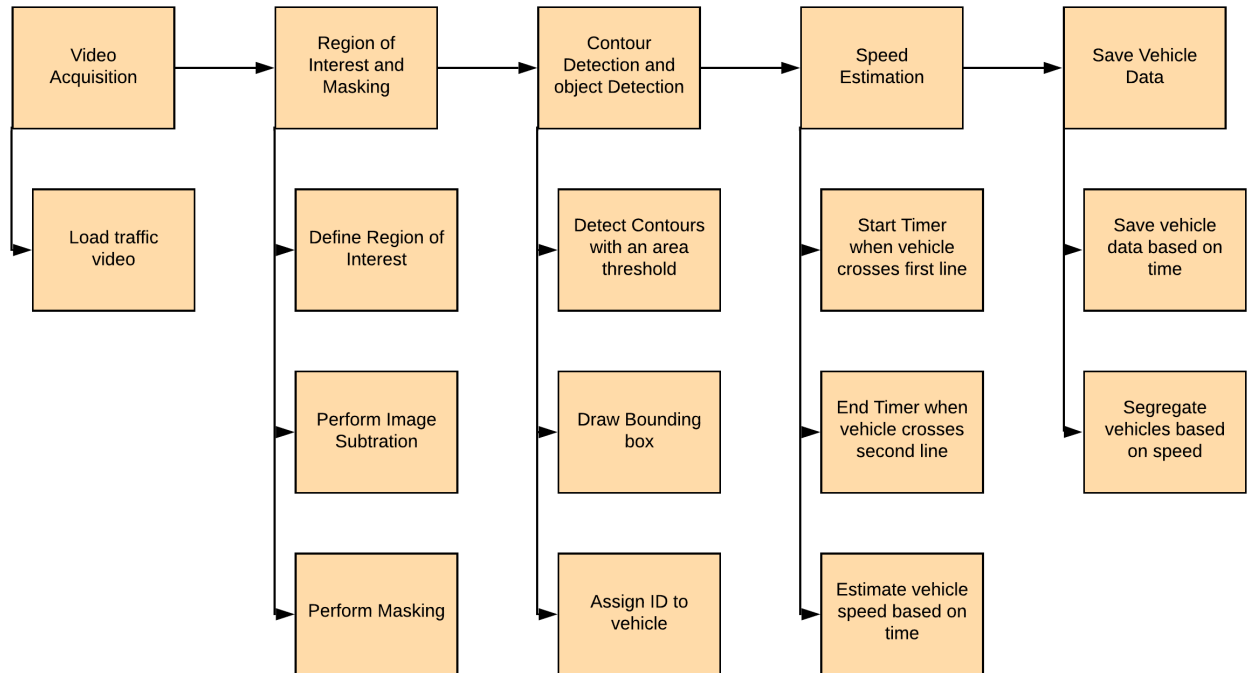 Video
Acquisition
Region of
Interest and
Masking
Contour
Detection and
object Detection
Speed
Estimation
Save Vehicle
Data
Load traffic
video
Define Region of
Interest
Detect Contours
with an area
threshold
Start Timer
when vehicle
crosses first line
Save vehicle
data based on
time
Perform Image
Subtration
Draw Bounding
box
End Timer when
vehicle crosses
second line
Segregate
vehicles based
on speed
Perform Masking
Assign ID to
vehicle
Estimate vehicle
speed based on
time